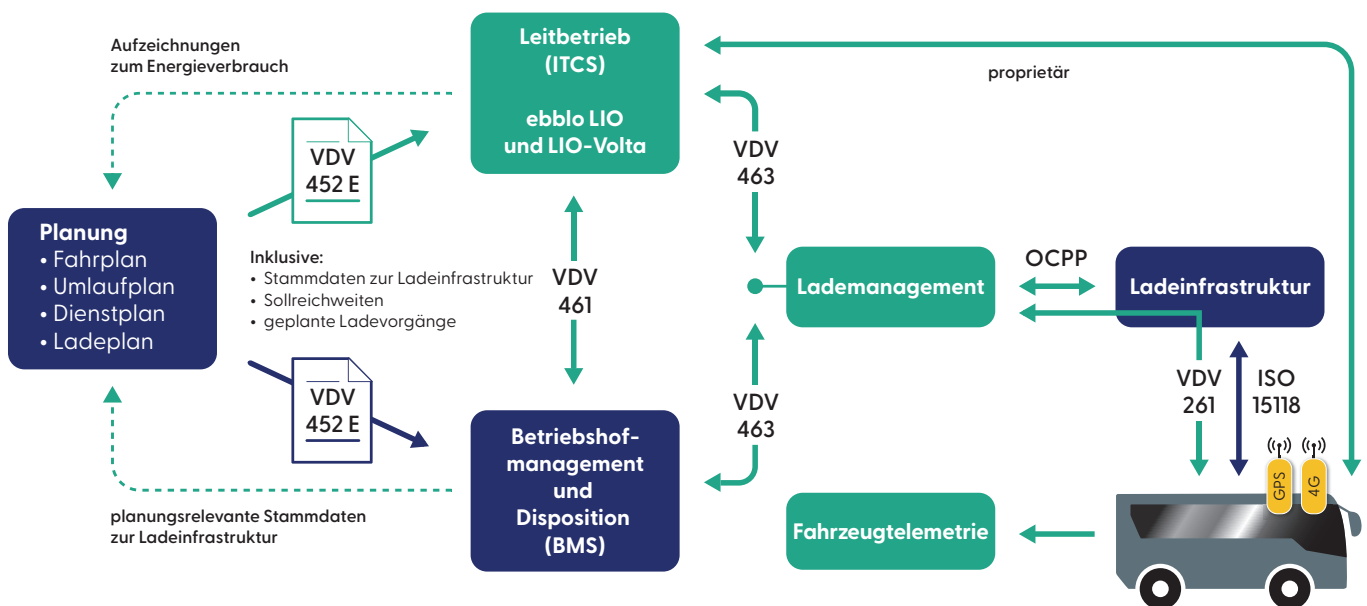 Aufzeichnungen
zum Energieverbrauch
Leitbetrieb
(ITCS)
ebblo LIO
und LIO-Volta
proprietär
VDV
452 E
VDV
463
Planung
• Fahrplan
• Umlaufplan
• Dienstplan
• Ladeplan
Inklusive:
• Stammdaten zur Ladeinfrastruktur
• Sollreichweiten
• geplante Ladevorgänge
VDV
461
Lademanagement
OCPP
Ladeinfrastruktur
VDV
452 E
VDV
463
VDV
261
ISO
15118
Betriebshof-
management
und
Disposition
(BMS)
planungsrelevante Stammdaten
zur Ladeinfrastruktur
Fahrzeugtelemetrie
GPS
4G